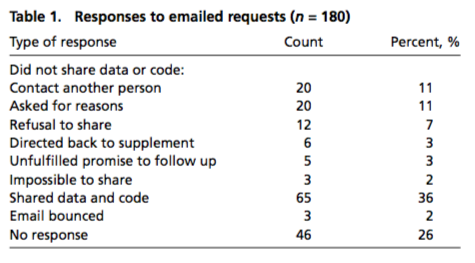 Table 1. Responses to emailed requests (n = 180)
Type of response Count Percent, %
Did not share data or code:
Contact another person 20 11
Asked for reasons 20 11
Refusal to share 12 7
Directed back to supplement 6 3
Unfulfilled promise to follow up 5 3
Impossible to share 3 2
Shared data and code 65 36
Email bounced 3 2
No response 46 26